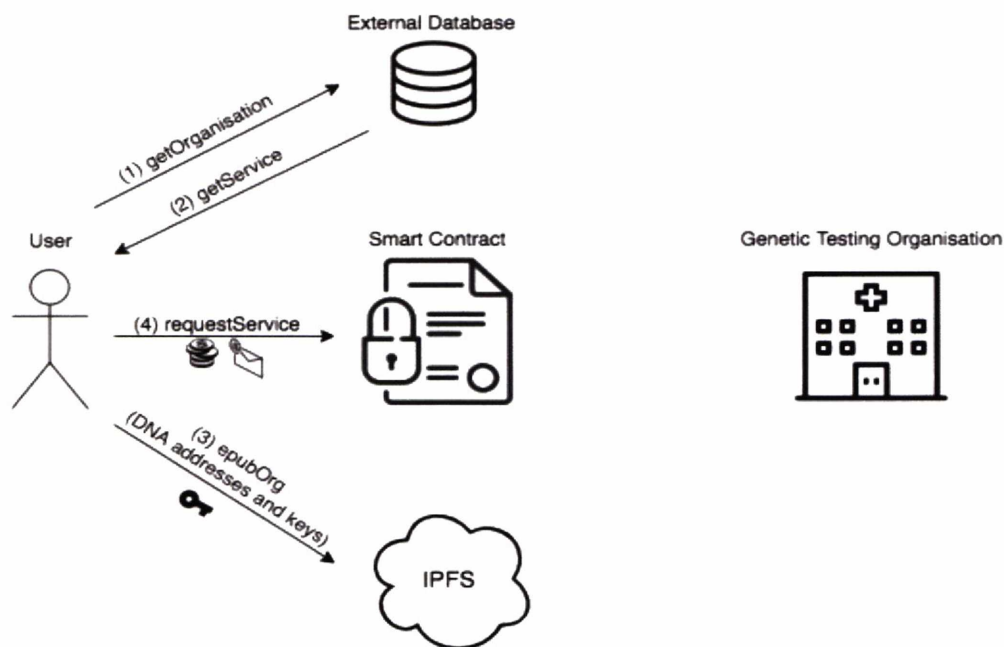 External Database
(1) getOrganisation
(2) getService
User
Smart Contract
Genetic Testing Organisation
(4) requestService
(3) epubOrg
(DNA addresses and keys)
IPFS